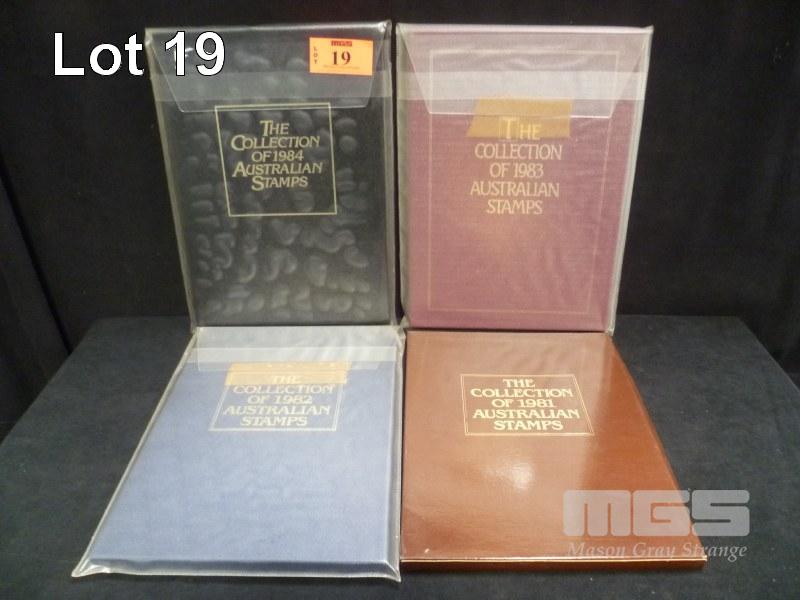 Lot 19
LOT
MGS
19
THE
COLLECTION
OF 1984
AUSTRALIAN
STAMPS
THE
COLLECTION
OF 1983
AUSTRALIAN
STAMPS
THE
COLLECTION
OF 1982
AUSTRALIAN
STAMPS
THE
COLLECTION
OF 1981
AUSTRALIAN
STAMPS
MGS
Mason Gray Strange